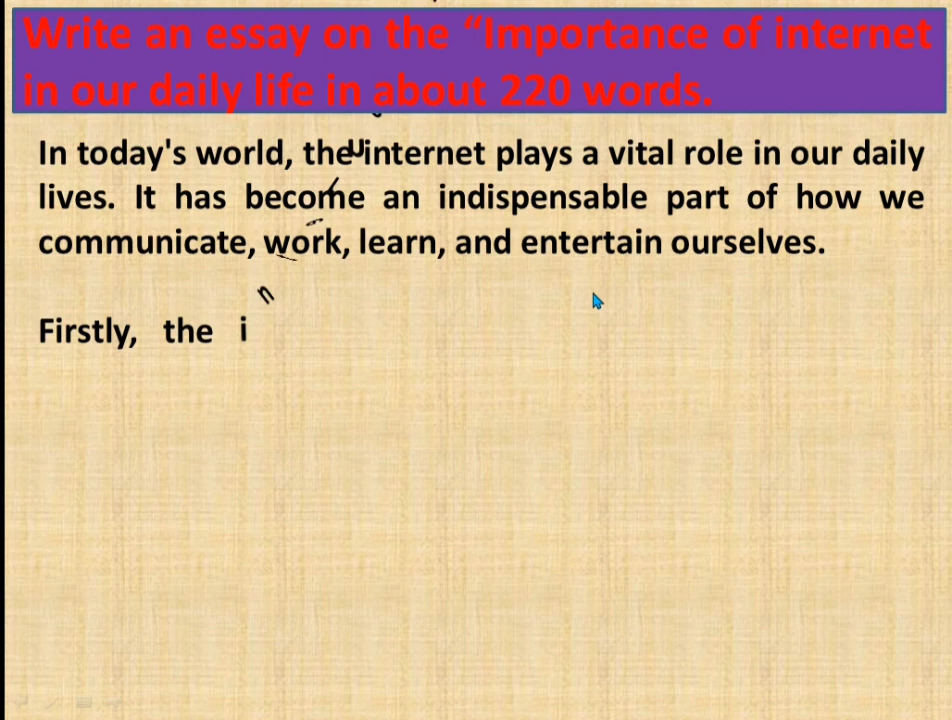 Write an essay on the “Importance of internet
in our daily life in about 220 words.
In today's world, the internet plays a vital role in our daily
lives. It has become an indispensable part of how we
communicate, work, learn, and entertain ourselves.
Firstly, the in